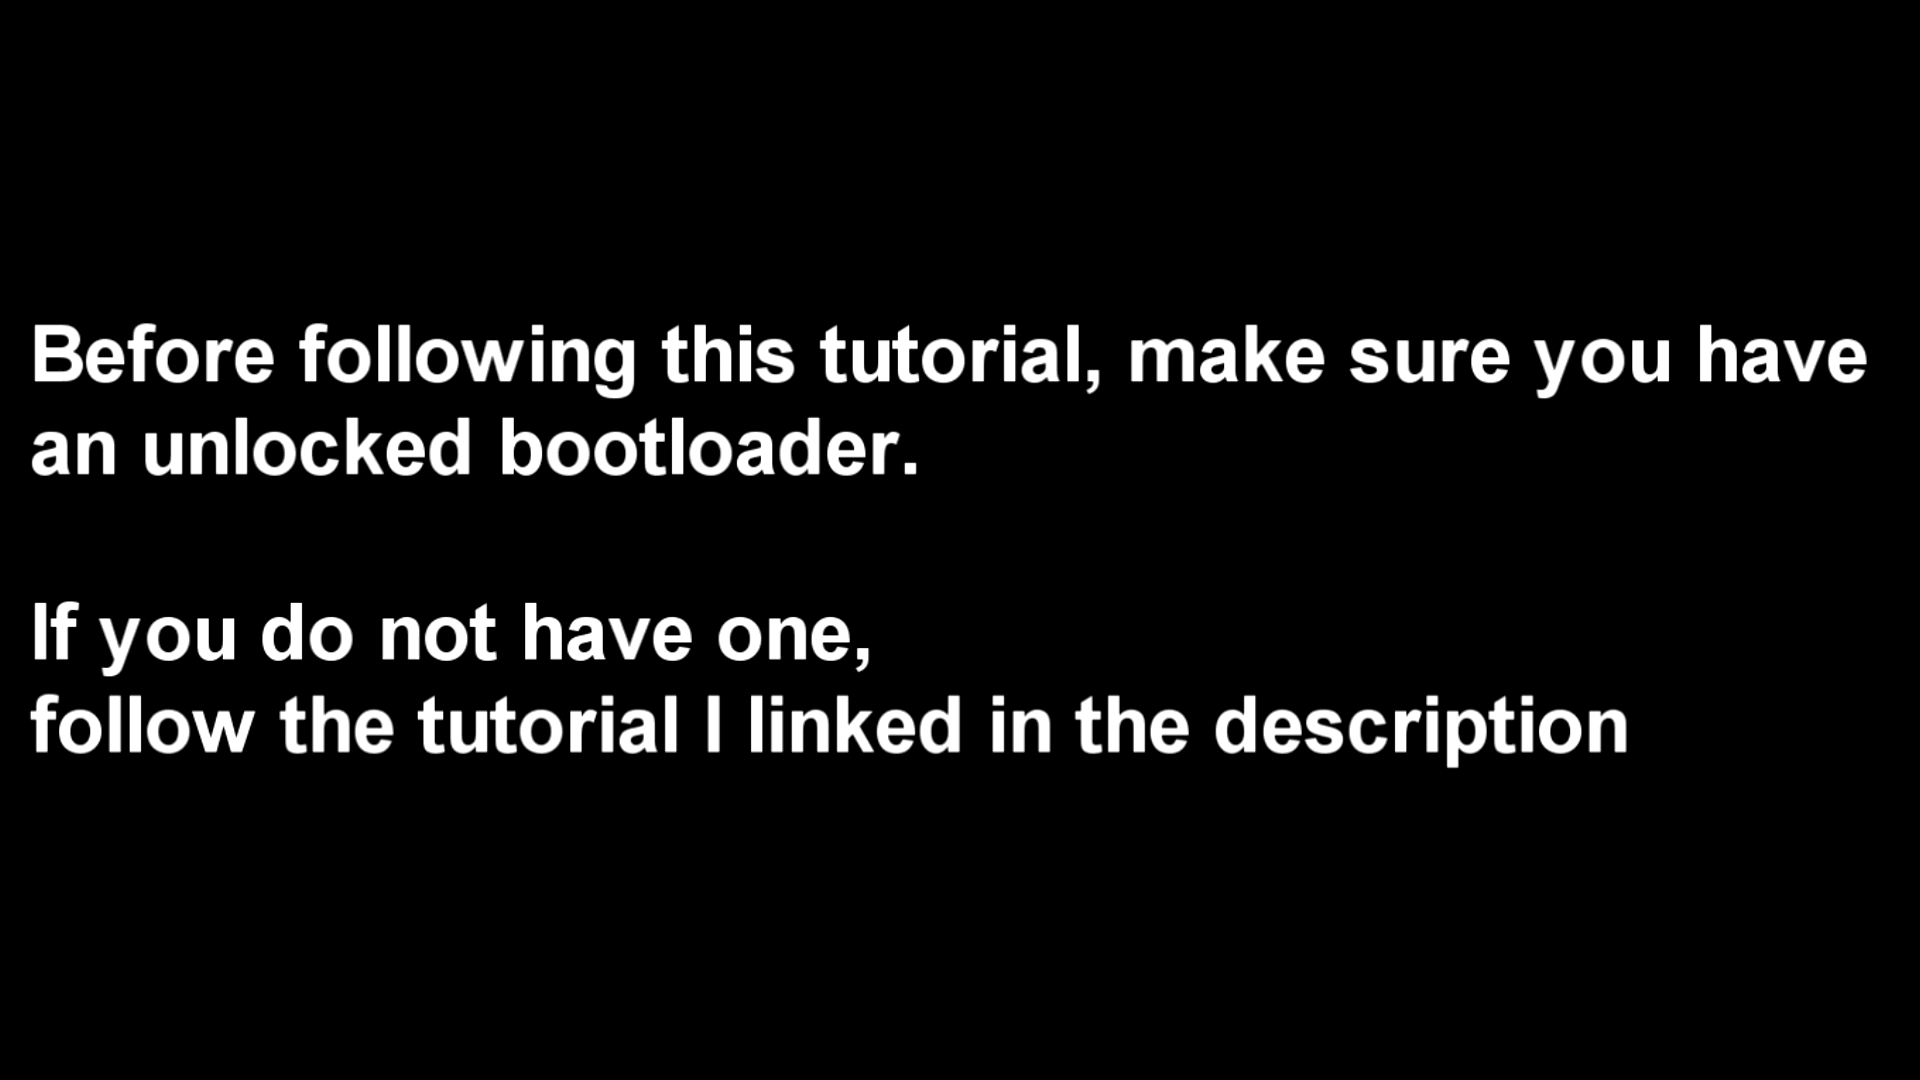 Before following this tutorial, make sure you have
an unlocked bootloader.
If you do not have one,
follow the tutorial I linked in the description